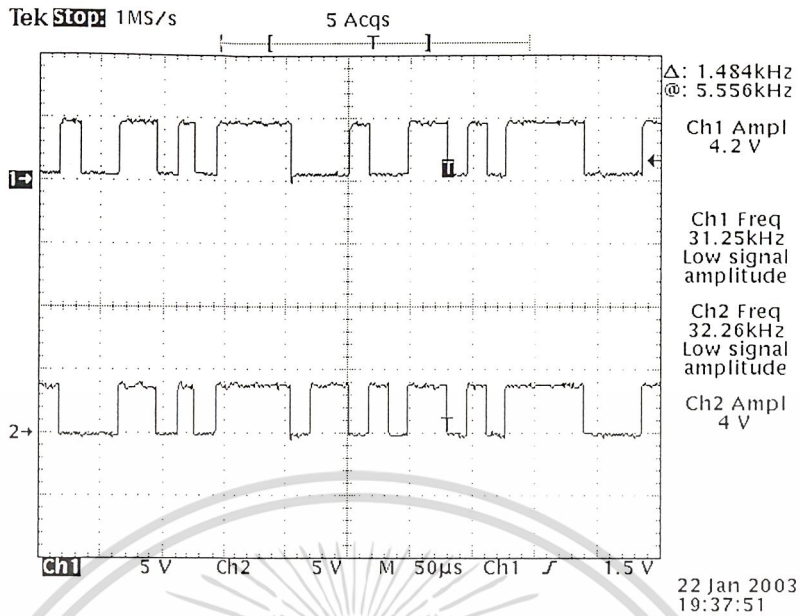 Tek Stop: 1MS/s 5 Acqs
[ T ]
Δ: 1.484kHz
@: 5.556kHz
Ch1 Ampl
4.2 V
1→
T
Ch1 Freq
31.25kHz
Low signal
amplitude
Ch2 Freq
32.26kHz
Low signal
amplitude
Ch2 Ampl
4 V
T
2→
Ch1 5 V Ch2 5 V M 50µs Ch1 1.5 V
22 Jan 2003
19:37:51